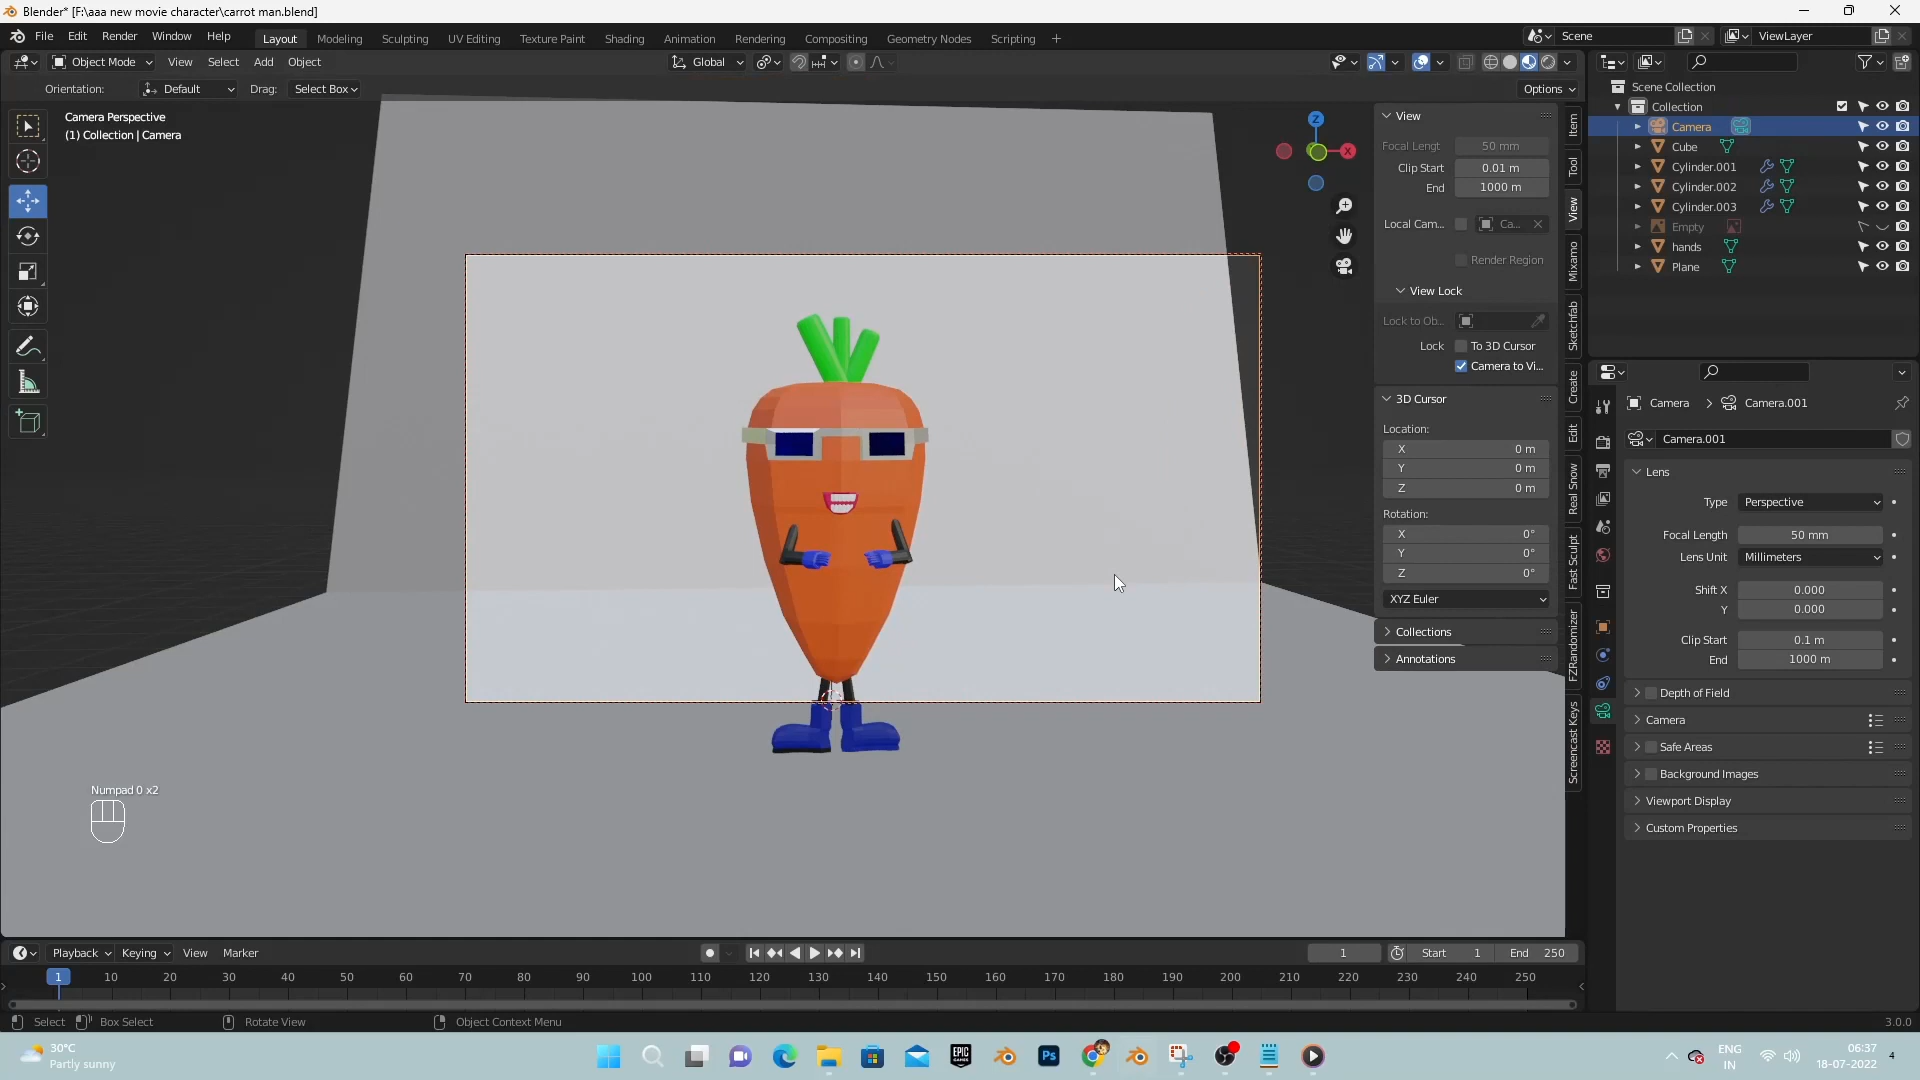 Blender* [F:\aaa new movie character\carrot man.blend]
File Edit Render Window Help
Layout Modeling Sculpting UV Editing Texture Paint Shading Animation Rendering Compositing Geometry Nodes Scripting +
Scene
ViewLayer
Object Mode View Select Add Object
Global
Orientation: Default Drag: Select Box
Options
Camera Perspective
(1) Collection | Camera
Z
X
View
Focal Lengt 50 mm
Clip Start 0.01 m
End 1000 m
Local Cam... Ca...
Render Region
View Lock
Lock to Ob...
Lock To 3D Cursor
Camera to Vi...
3D Cursor
Location:
X 0 m
Y 0 m
Z 0 m
Rotation:
X 0°
Y 0°
Z 0°
XYZ Euler
Collections
Annotations
Item
Tool
View
Mixamo
Sketchfab
Create
Edit
Real Snow
Fast Sculpt
FZRandomizer
Screencast Keys
Scene Collection
Collection
Camera
Cube
Cylinder.001
Cylinder.002
Cylinder.003
Empty
hands
Plane
Camera > Camera.001
Camera.001
Lens
Type Perspective
Focal Length 50 mm
Lens Unit Millimeters
Shift X 0.000
Y 0.000
Clip Start 0.1 m
End 1000 m
Depth of Field
Camera
Safe Areas
Background Images
Viewport Display
Custom Properties
Numpad 0 x2
Playback Keying View Marker
1 Start 1 End 250
1 10 20 30 40 50 60 70 80 90 100 110 120 130 140 150 160 170 180 190 200 210 220 230 240 250
Select Box Select Rotate View Object Context Menu
3.0.0
30°C
Partly sunny
EPIC GAMES
Ps
ENG
IN
06:37
18-07-2022
4